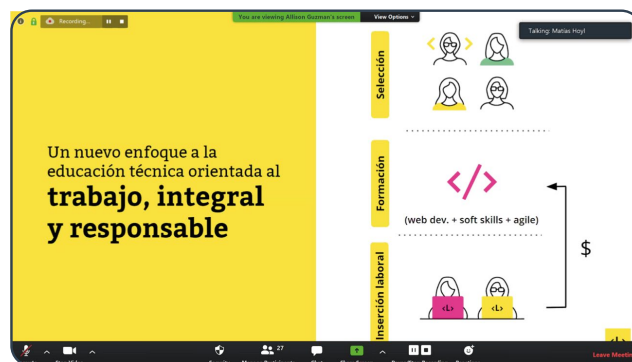 Recording...
You are viewing Allison Guzman's screen
View Options
Talking: Matías Hoyl
Selección
Un nuevo enfoque a la
educación técnica orientada al
trabajo, integral
y responsable
Formación
</>
(web dev. + soft skills + agile)
$
Inserción laboral
<L>
<L>
27
Leave Meeting